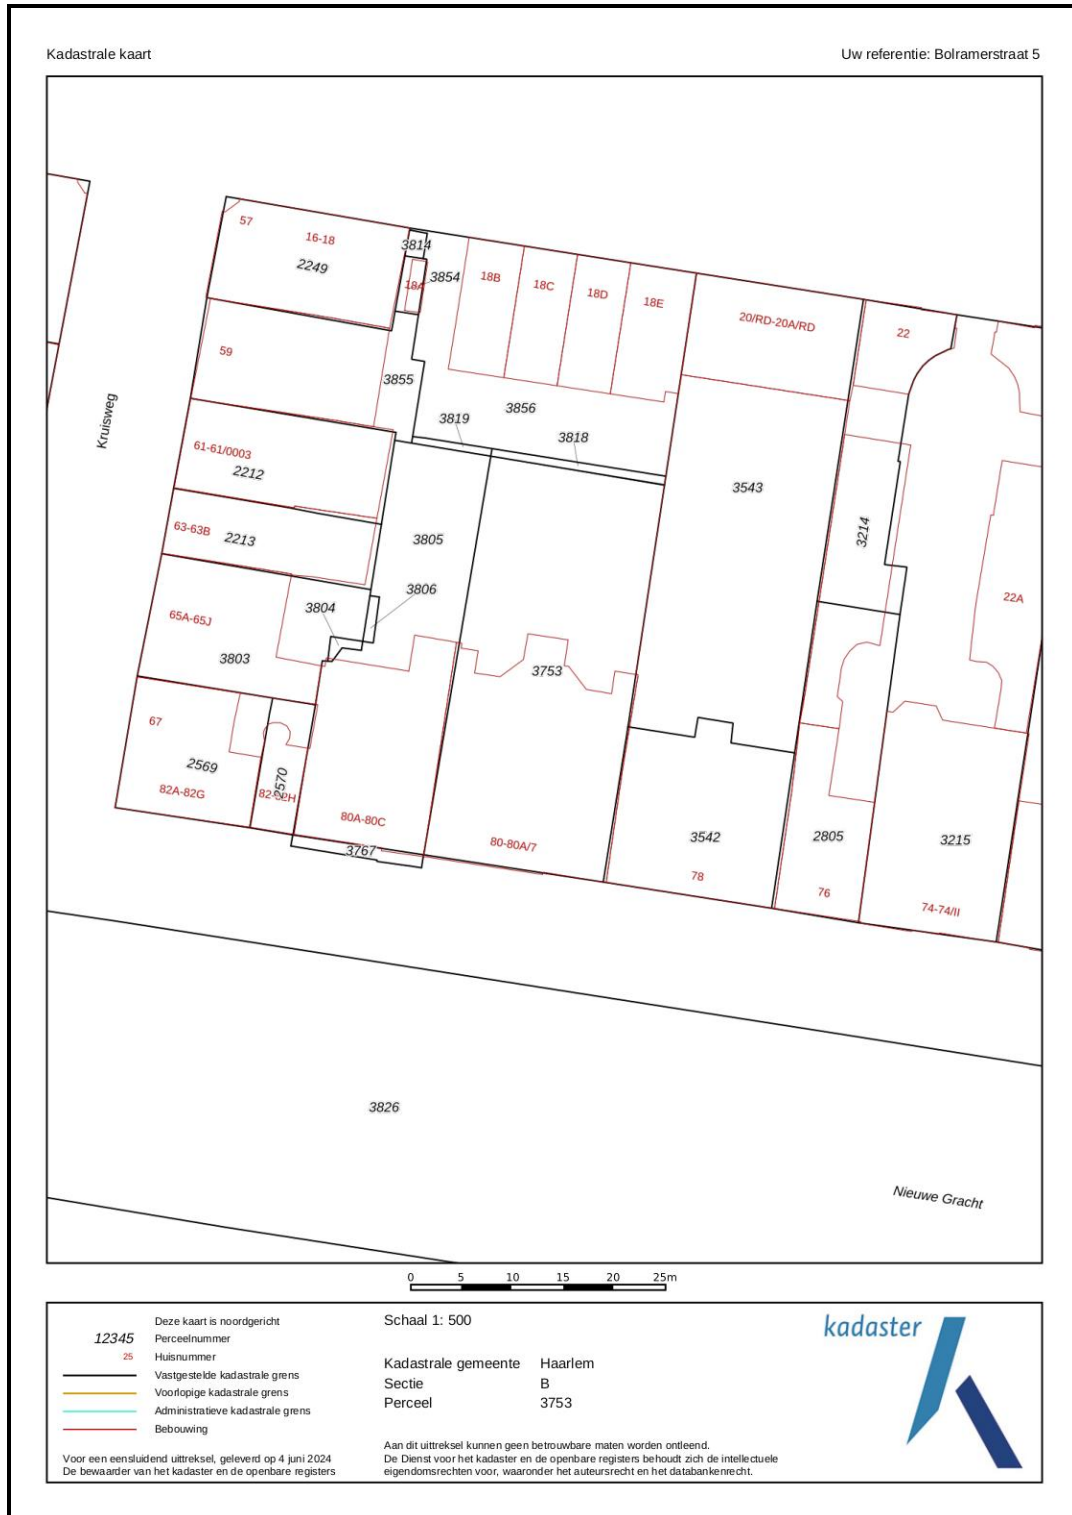 Kadastrale kaart
Uw referentie: Bolramerstraat 5
57
16-18
2249
3814
3854
18A
18B
18C
18D
18E
20/RD-20A/RD
22
59
3855
3856
3819
3818
Kruisweg
61-61/0003
2212
3543
63-63B
2213
3805
3214
3806
3804
22A
65A-65J
3803
3753
67
2569
2570
82A-82G
82-82H
80A-80C
3767
80-80A/7
3542
2805
3215
78
76
74-74/II
3826
Nieuwe Gracht
0 5 10 15 20 25m
Deze kaart is noordgericht
12345 Perceelnummer
25 Huisnummer
Vastgestelde kadastrale grens
Voorlopige kadastrale grens
Administratieve kadastrale grens
Bebouwing
Voor een eensluidend uittreksel, geleverd op 4 juni 2024
De bewaarder van het kadaster en de openbare registers
Schaal 1: 500
Kadastrale gemeente Haarlem
Sectie B
Perceel 3753
Aan dit uittreksel kunnen geen betrouwbare maten worden ontleend.
De Dienst voor het kadaster en de openbare registers behoudt zich de intellectuele
eigendomsrechten voor, waaronder het auteursrecht en het databankenrecht.
kadaster